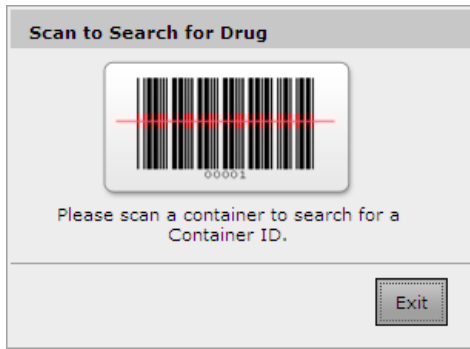 Scan to Search for Drug
00001
Please scan a container to search for a
Container ID.
Exit